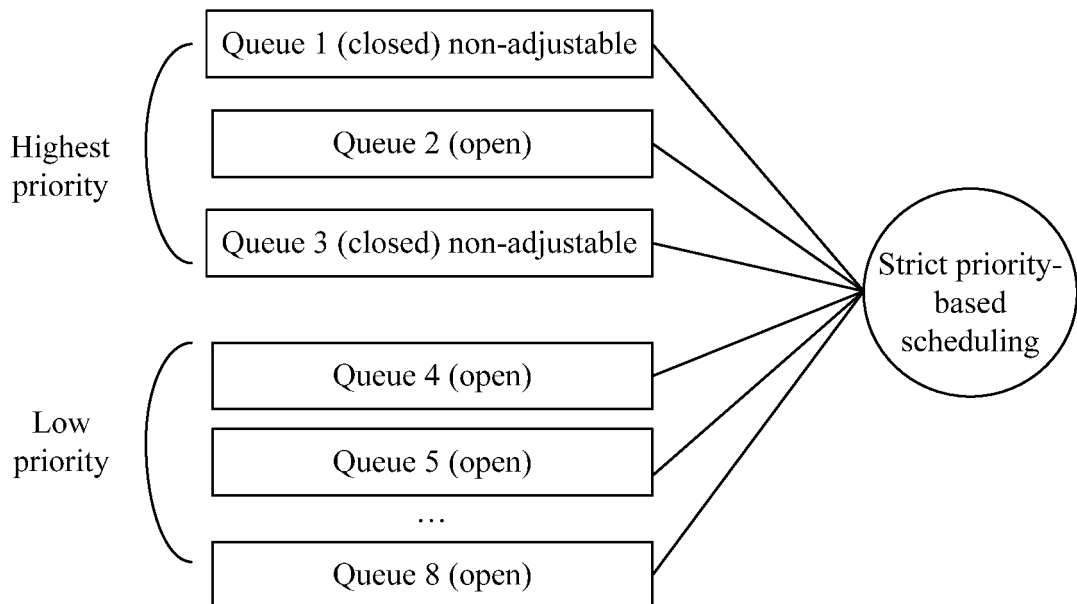 Highest
priority
Queue 1 (closed) non-adjustable
Queue 2 (open)
Queue 3 (closed) non-adjustable
Low
priority
Queue 4 (open)
Queue 5 (open)
...
Queue 8 (open)
Strict priority-
based
scheduling